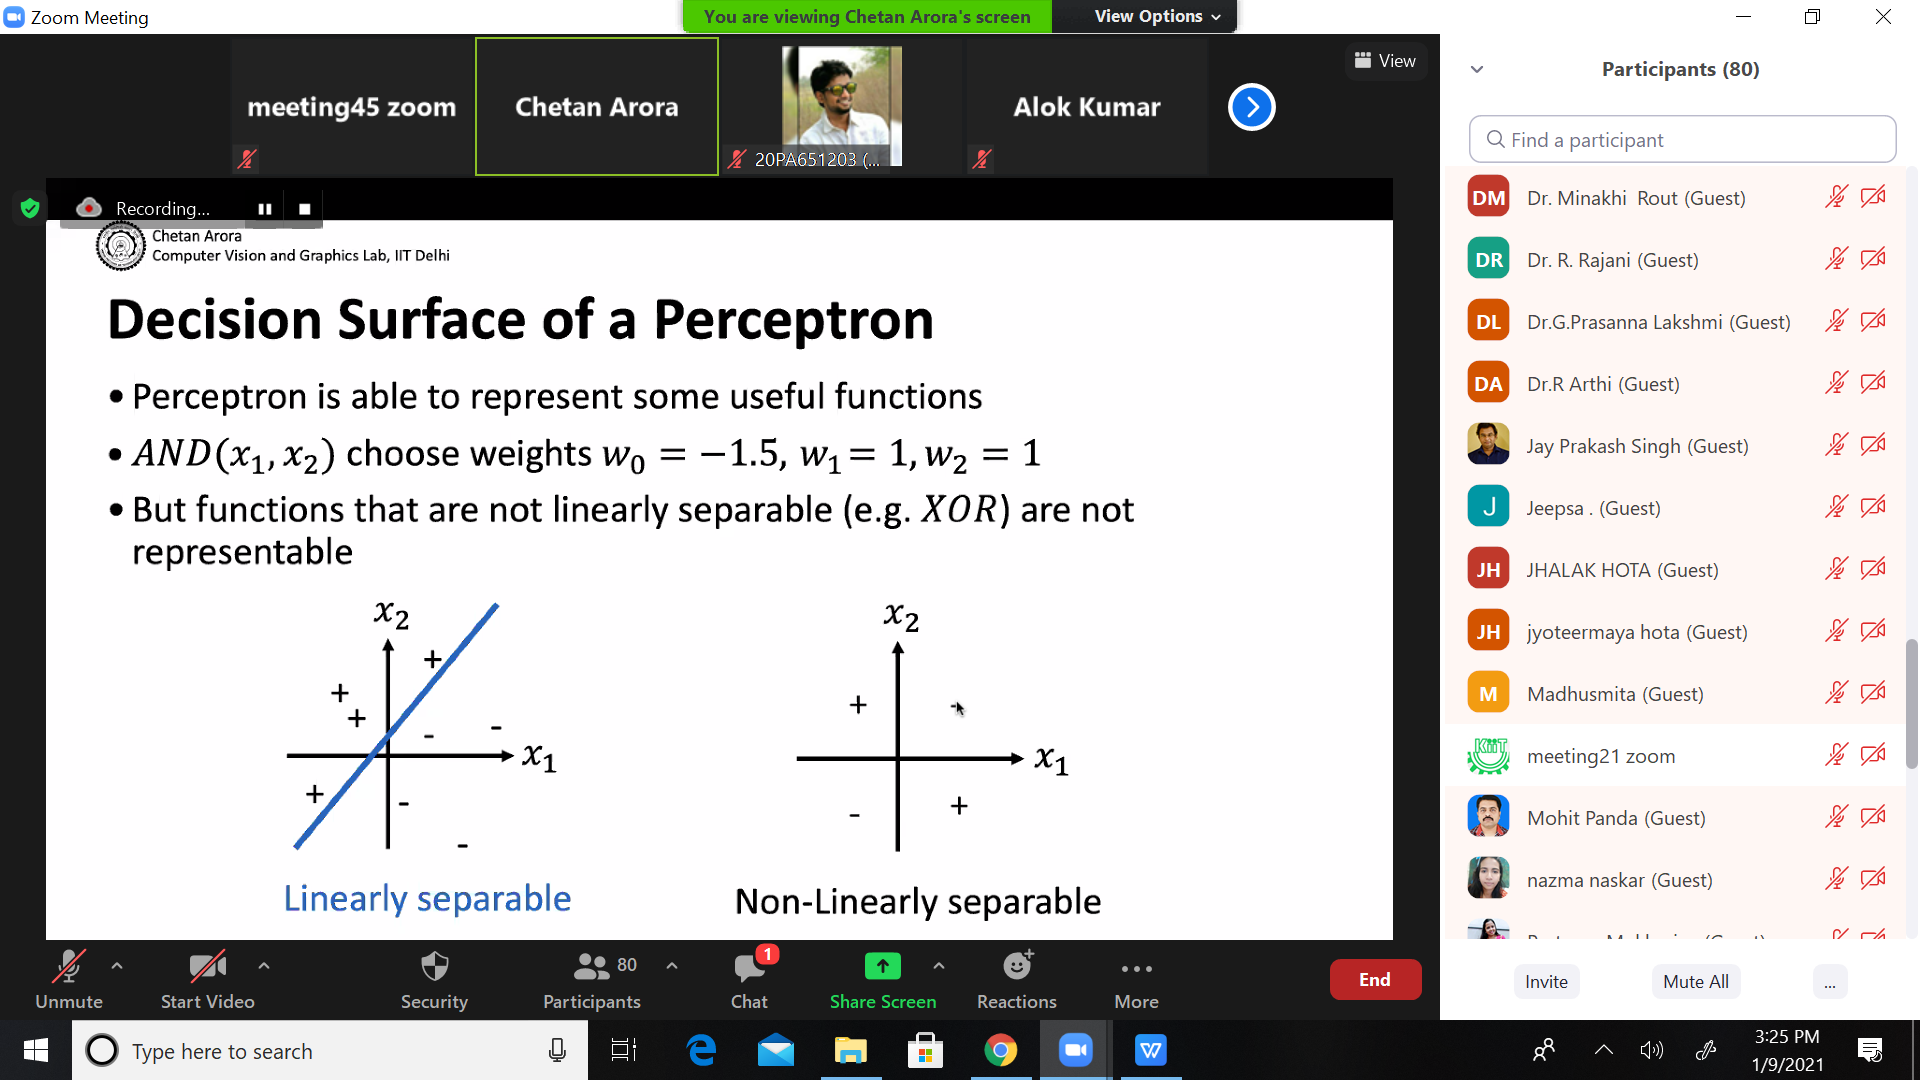 Zoom Meeting
You are viewing Chetan Arora's screen
View Options
meeting45 zoom
Chetan Arora
20PA651203 (...
Alok Kumar
View
Recording...
Chetan Arora
Computer Vision and Graphics Lab, IIT Delhi
Decision Surface of a Perceptron
• Perceptron is able to represent some useful functions
• AND(x₁, x₂) choose weights w₀ = −1.5, w₁ = 1, w₂ = 1
• But functions that are not linearly separable (e.g. XOR) are not
representable
x₂
+
+
+
-
-
x₁
+
-
-
Linearly separable
x₂
+
-
x₁
-
+
Non-Linearly separable
Participants (80)
Find a participant
DM Dr. Minakhi Rout (Guest)
DR Dr. R. Rajani (Guest)
DL Dr.G.Prasanna Lakshmi (Guest)
DA Dr.R Arthi (Guest)
Jay Prakash Singh (Guest)
J Jeepsa . (Guest)
JH JHALAK HOTA (Guest)
JH jyoteermaya hota (Guest)
M Madhusmita (Guest)
KIIT meeting21 zoom
Mohit Panda (Guest)
nazma naskar (Guest)
Invite
Mute All
...
Unmute
Start Video
Security
80
Participants
1
Chat
Share Screen
Reactions
More
End
Type here to search
3:25 PM
1/9/2021